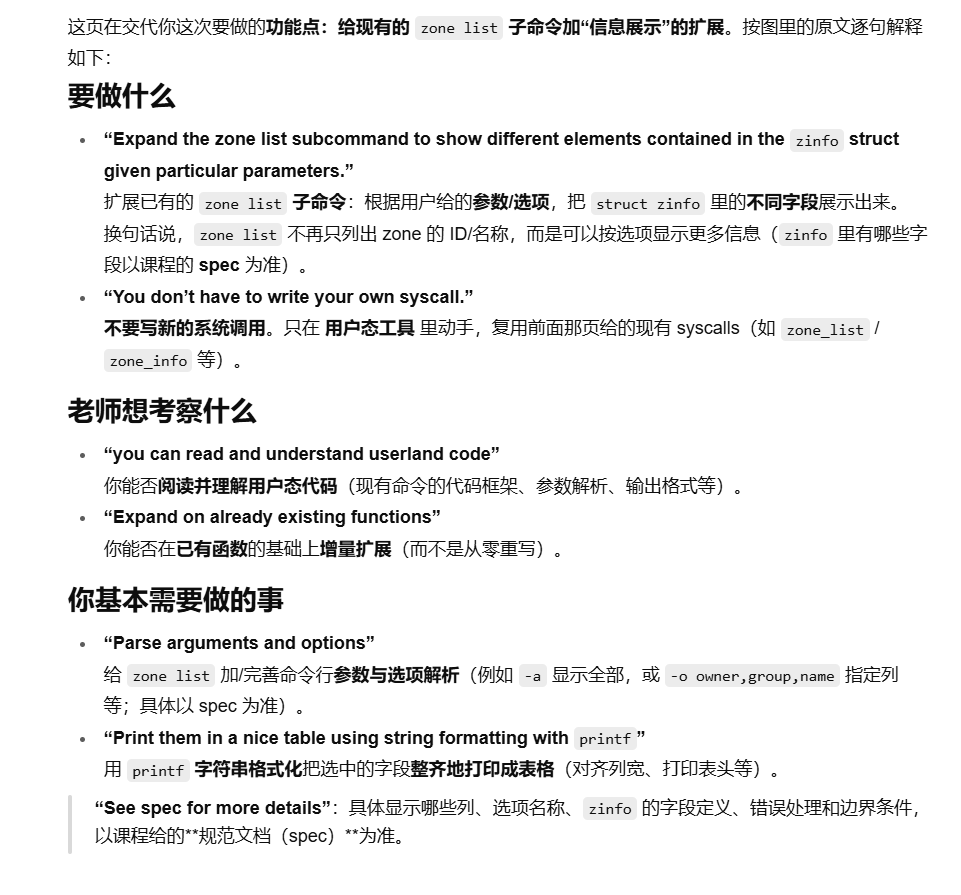 这页在交代你这次要做的功能点：给现有的 zone list 子命令加“信息展示”的扩展。按图里的原文逐句解释
如下：
要做什么
• “Expand the zone list subcommand to show different elements contained in the zinfo struct
given particular parameters.”
扩展已有的 zone list 子命令：根据用户给的参数/选项，把 struct zinfo 里的不同字段展示出来。
换句话说，zone list 不再只列出 zone 的 ID/名称，而是可以按选项显示更多信息（zinfo 里有哪些字
段以课程的 spec 为准）。
• “You don’t have to write your own syscall.”
不要写新的系统调用。只在 用户态工具 里动手，复用前面那页给的现有 syscalls（如 zone_list /
zone_info 等）。
老师想考察什么
• “you can read and understand userland code”
你能否阅读并理解用户态代码（现有命令的代码框架、参数解析、输出格式等）。
• “Expand on already existing functions”
你能否在已有函数的基础上增量扩展（而不是从零重写）。
你基本需要做的事
• “Parse arguments and options”
给 zone list 加/完善命令行参数与选项解析（例如 -a 显示全部，或 -o owner,group,name 指定列
等；具体以 spec 为准）。
• “Print them in a nice table using string formatting with printf”
用 printf 字符串格式化把选中的字段整齐地打印成表格（对齐列宽、打印表头等）。
“See spec for more details”：具体显示哪些列、选项名称、zinfo 的字段定义、错误处理和边界条件，
以课程给的**规范文档（spec）**为准。